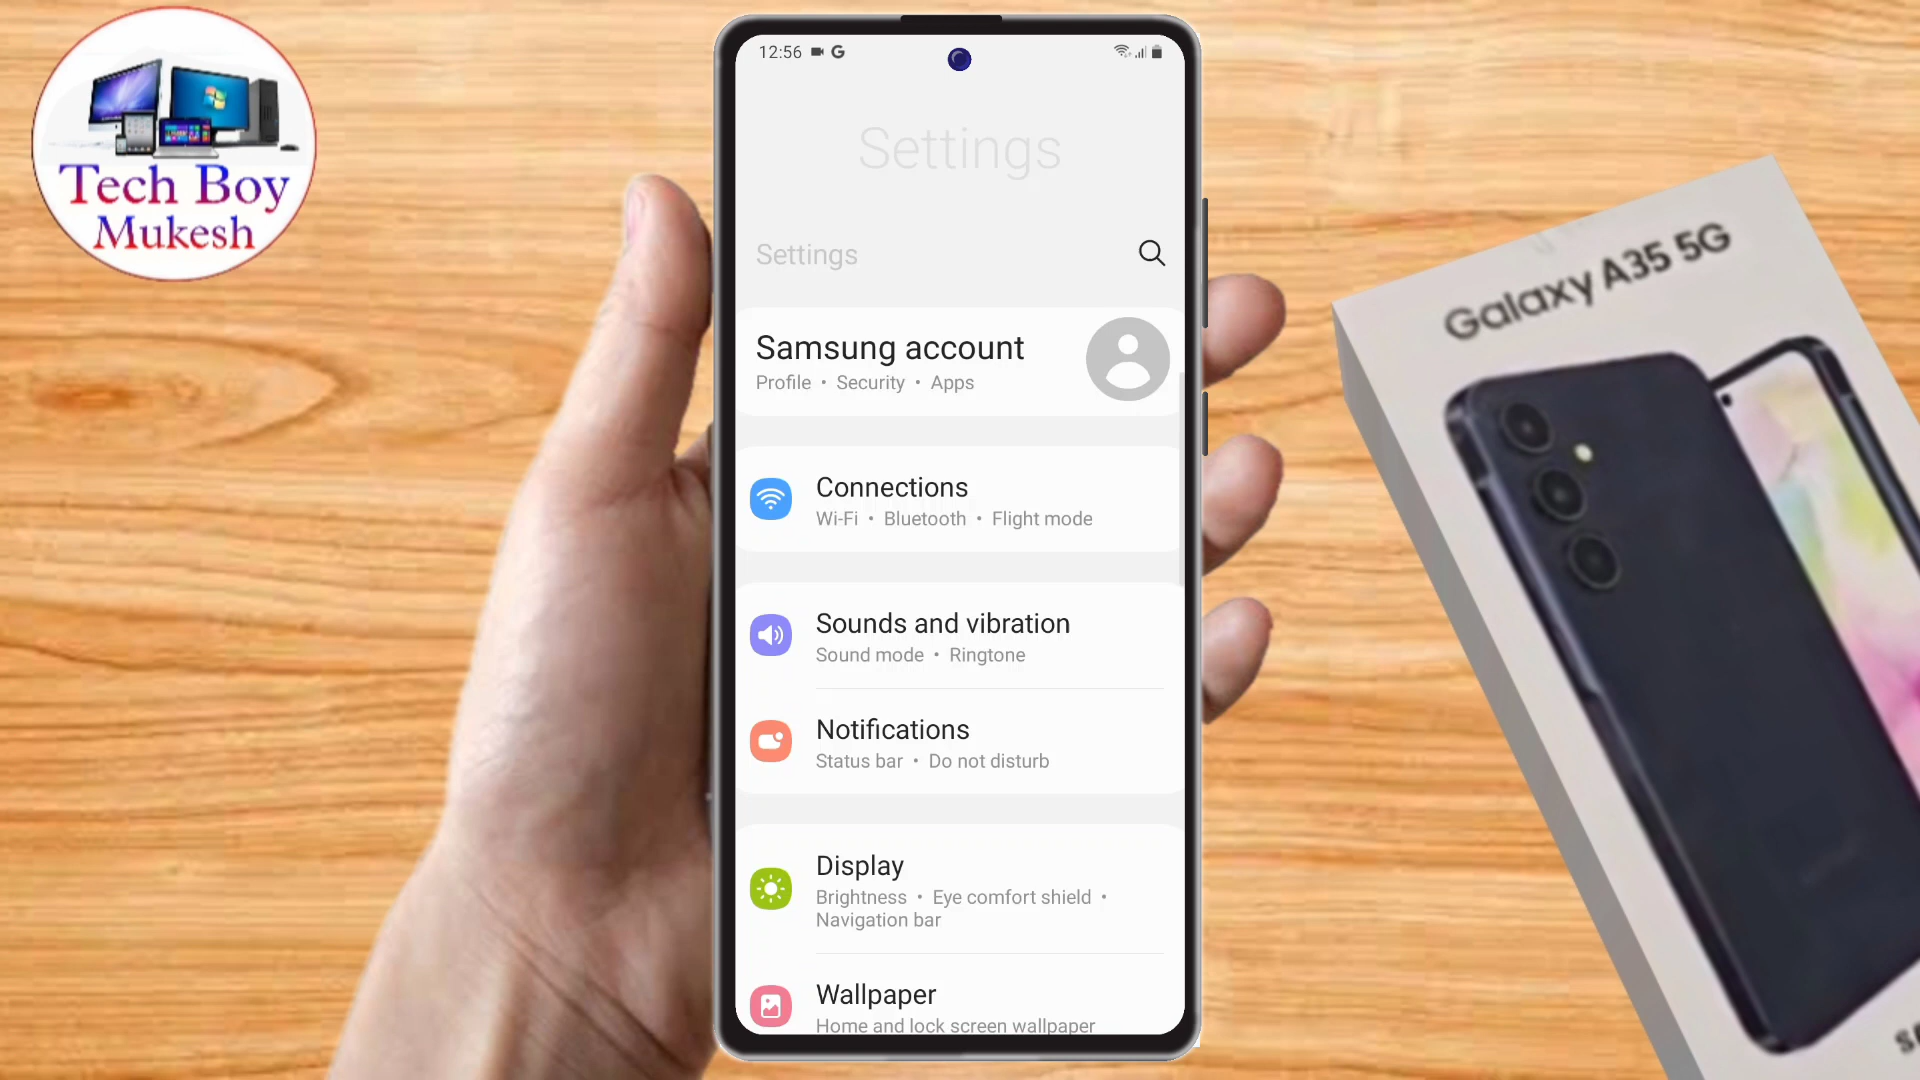 Tech Boy
Mukesh
12:56
Settings
Settings
Samsung account
Profile • Security • Apps
Connections
Wi-Fi • Bluetooth • Flight mode
Sounds and vibration
Sound mode • Ringtone
Notifications
Status bar • Do not disturb
Display
Brightness • Eye comfort shield •
Navigation bar
Wallpaper
Home and lock screen wallpaper
Galaxy A35 5G